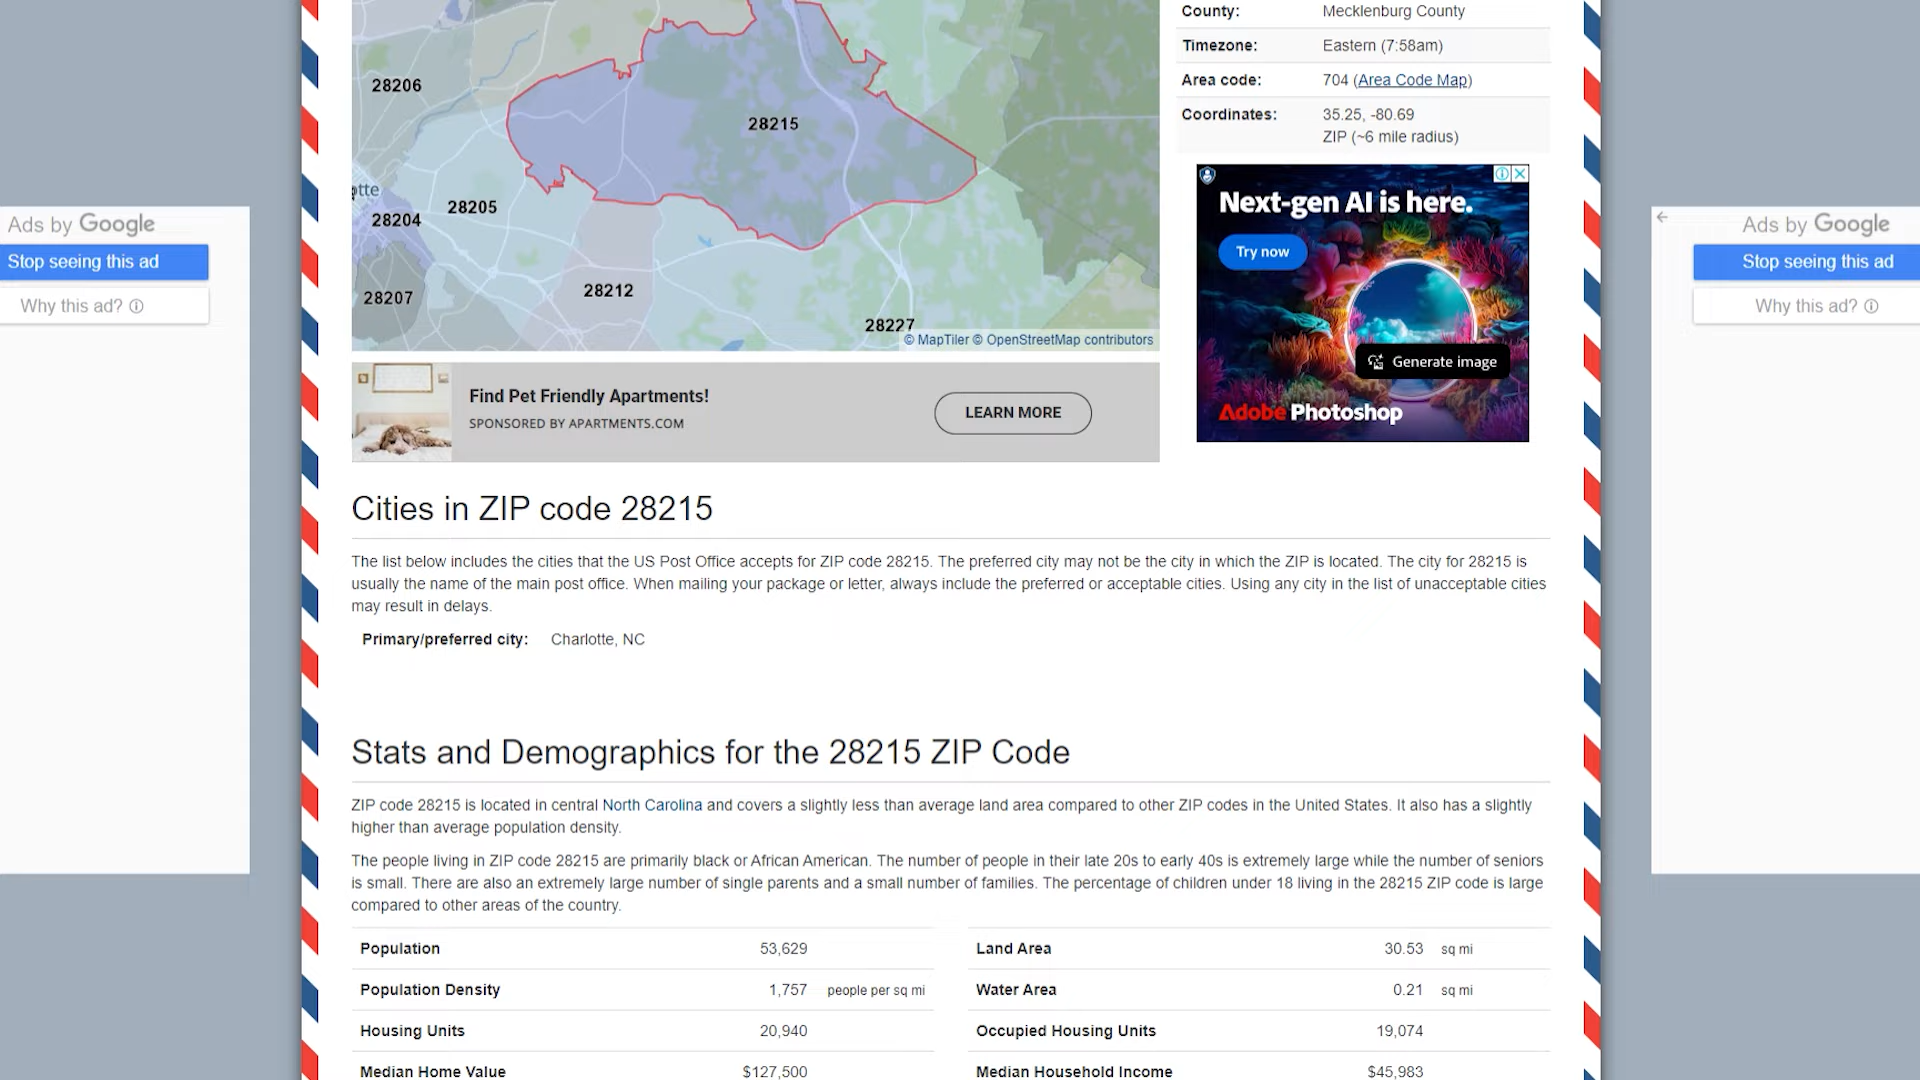 County: Mecklenburg County
Timezone: Eastern (7:58am)
Area code: 704 (Area Code Map)
Coordinates: 35.25, -80.69
ZIP (~6 mile radius)
28206
28215
otte
28205
28204
28207
28212
28227
© MapTiler © OpenStreetMap contributors
Ads by Google
Stop seeing this ad
Why this ad?
Next-gen AI is here.
Try now
Generate image
Adobe Photoshop
Ads by Google
Stop seeing this ad
Why this ad?
Find Pet Friendly Apartments!
SPONSORED BY APARTMENTS.COM
LEARN MORE
Cities in ZIP code 28215
The list below includes the cities that the US Post Office accepts for ZIP code 28215. The preferred city may not be the city in which the ZIP is located. The city for 28215 is
usually the name of the main post office. When mailing your package or letter, always include the preferred or acceptable cities. Using any city in the list of unacceptable cities
may result in delays.
Primary/preferred city: Charlotte, NC
Stats and Demographics for the 28215 ZIP Code
ZIP code 28215 is located in central North Carolina and covers a slightly less than average land area compared to other ZIP codes in the United States. It also has a slightly
higher than average population density.
The people living in ZIP code 28215 are primarily black or African American. The number of people in their late 20s to early 40s is extremely large while the number of seniors
is small. There are also an extremely large number of single parents and a small number of families. The percentage of children under 18 living in the 28215 ZIP code is large
compared to other areas of the country.
Population 53,629 Land Area 30.53 sq mi
Population Density 1,757 people per sq mi Water Area 0.21 sq mi
Housing Units 20,940 Occupied Housing Units 19,074
Median Home Value $127,500 Median Household Income $45,983